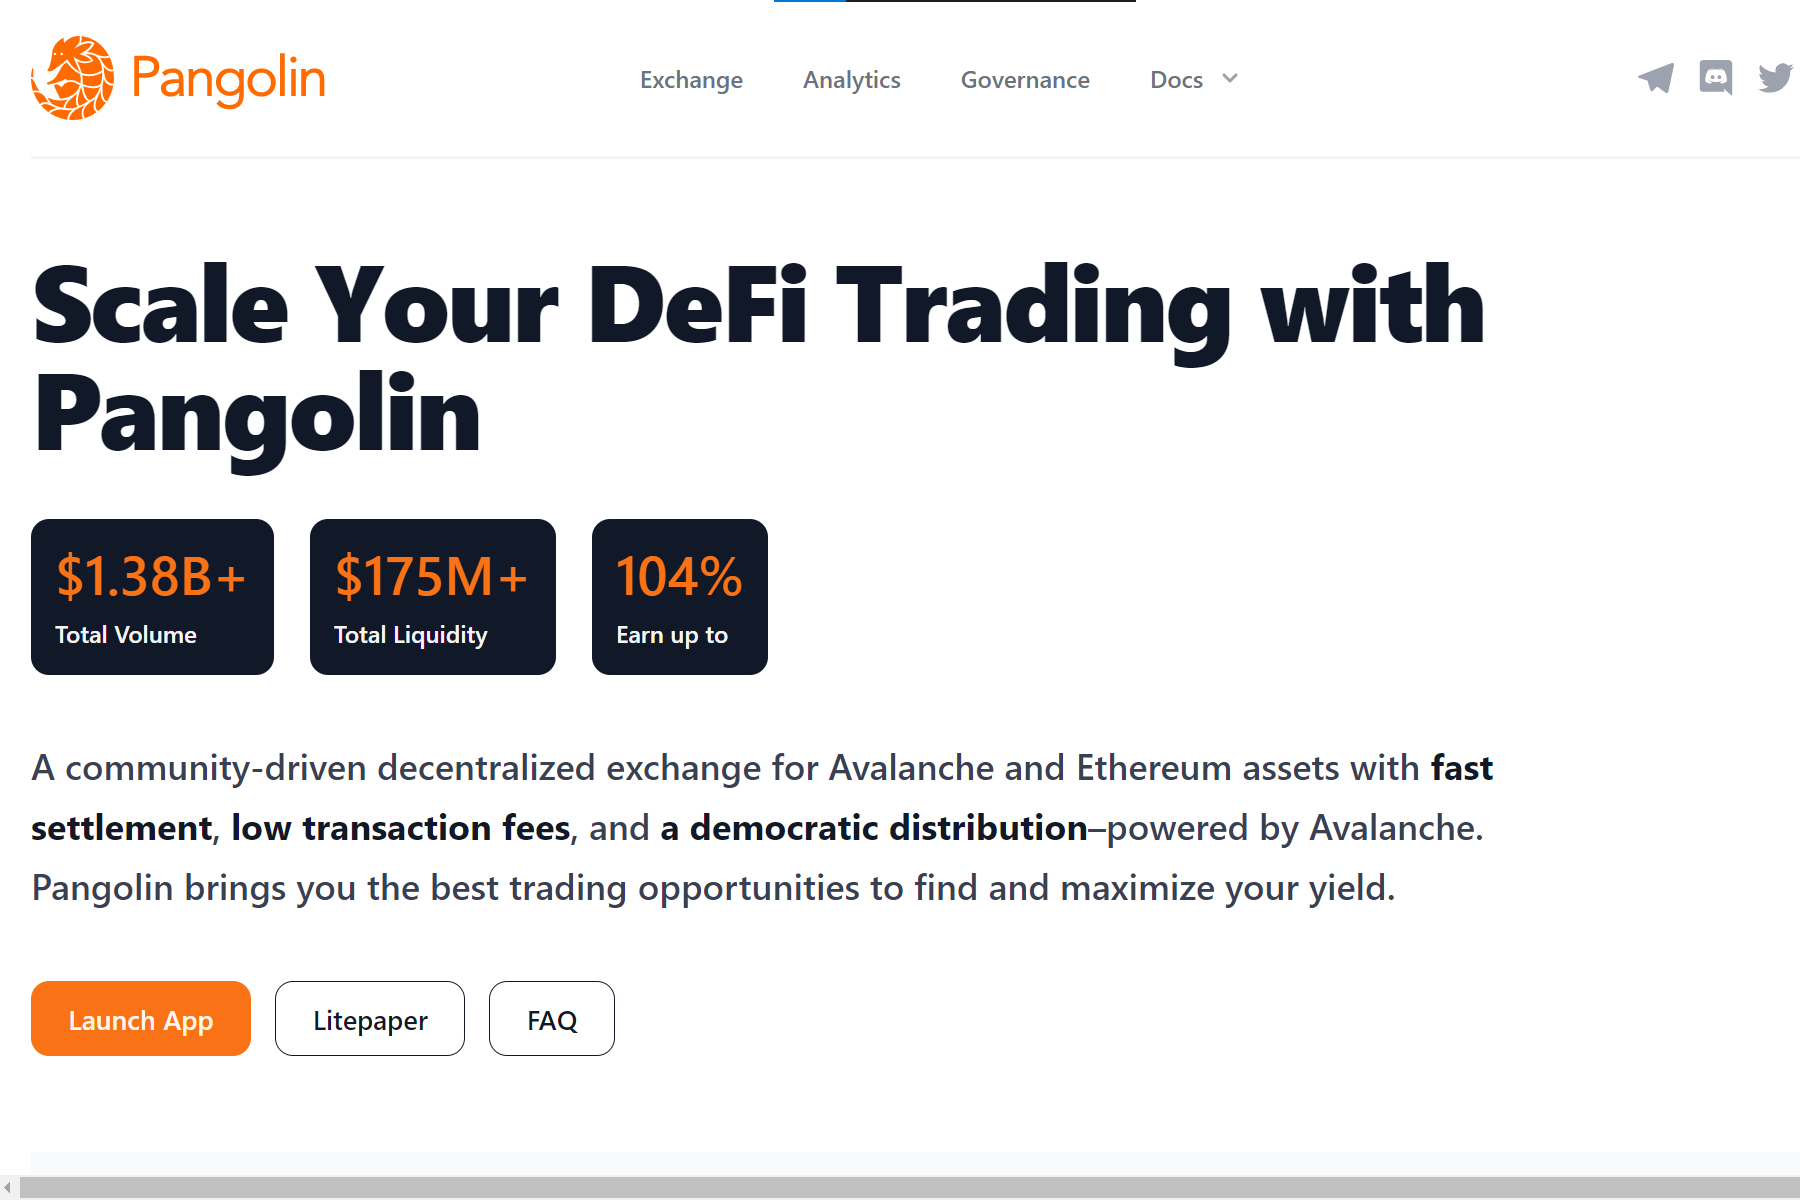 Pangolin
Exchange Analytics Governance Docs
Scale Your DeFi Trading with
Pangolin
$1.38B+ $175M+ 104%
Total Volume Total Liquidity Earn up to
A community-driven decentralized exchange for Avalanche and Ethereum assets with fast
settlement, low transaction fees, and a democratic distribution–powered by Avalanche.
Pangolin brings you the best trading opportunities to find and maximize your yield.
Launch App Litepaper FAQ